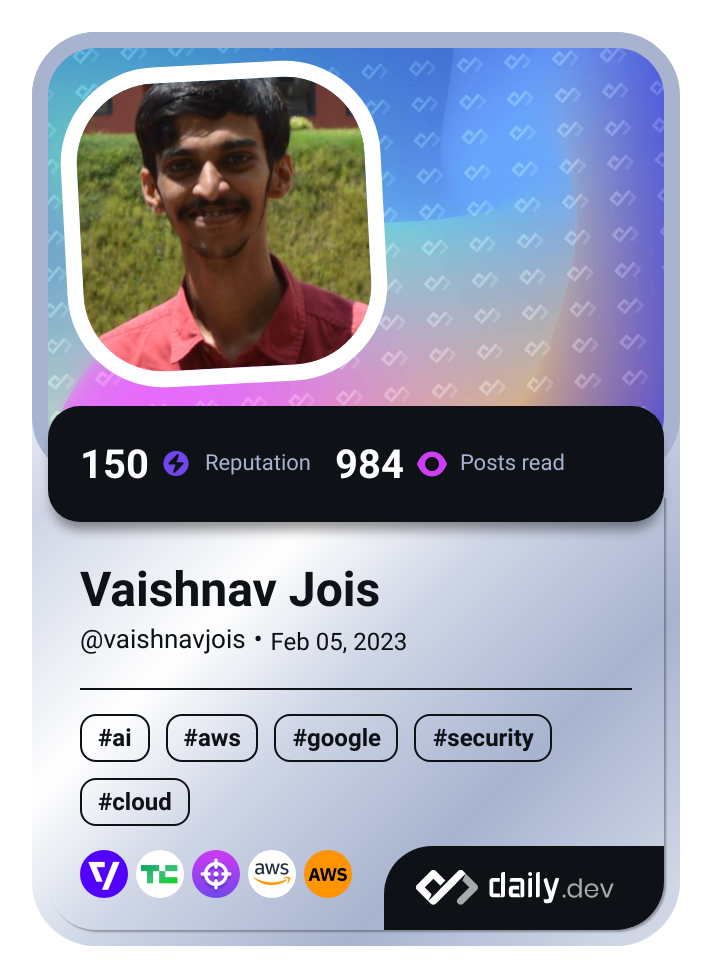 150 Reputation 984 Posts read
Vaishnav Jois
@vaishnavjois • Feb 05, 2023
#ai #aws #google #security
#cloud
TC aws AWS
daily.dev